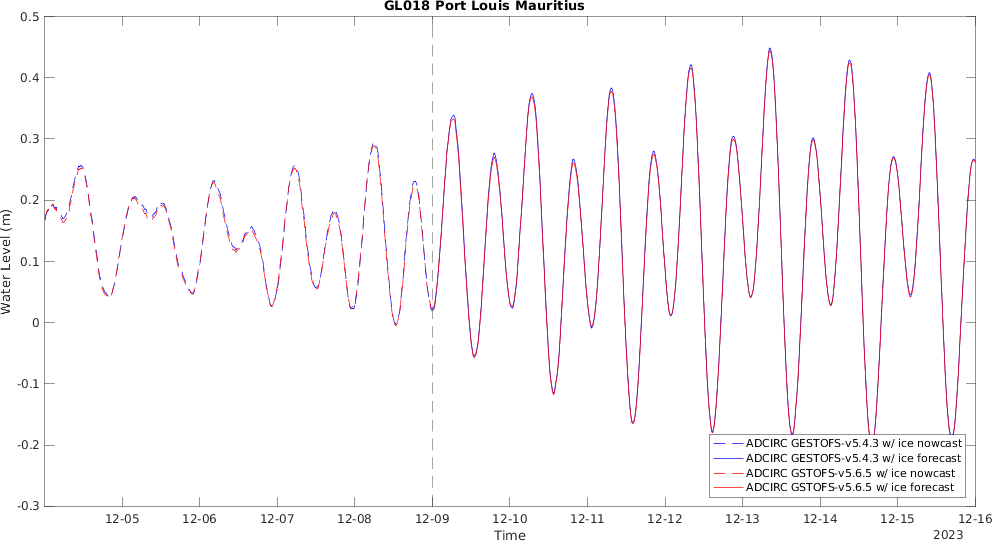 GL018 Port Louis Mauritius
0.5
0.4
0.3
0.2
0.1
0
-0.1
-0.2
-0.3
Water Level (m)
ADCIRC GESTOFS-v5.4.3 w/ ice nowcast
ADCIRC GESTOFS-v5.4.3 w/ ice forecast
ADCIRC GSTOFS-v5.6.5 w/ ice nowcast
ADCIRC GSTOFS-v5.6.5 w/ ice forecast
12-05 12-06 12-07 12-08 12-09 12-10 12-11 12-12 12-13 12-14 12-15 12-16
Time
2023